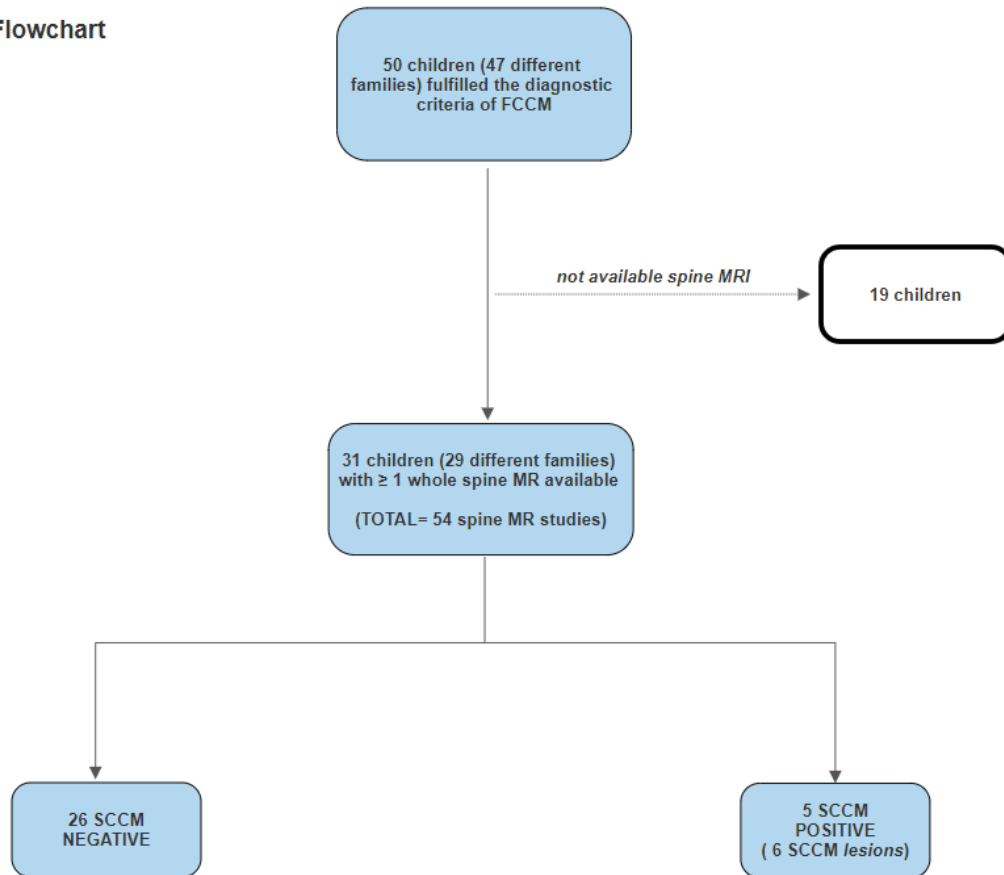 Flowchart
50 children (47 different
families) fulfilled the diagnostic
criteria of FCCM
not available spine MRI
19 children
31 children (29 different families)
with ≥ 1 whole spine MR available
(TOTAL= 54 spine MR studies)
26 SCCM
NEGATIVE
5 SCCM
POSITIVE
( 6 SCCM lesions)